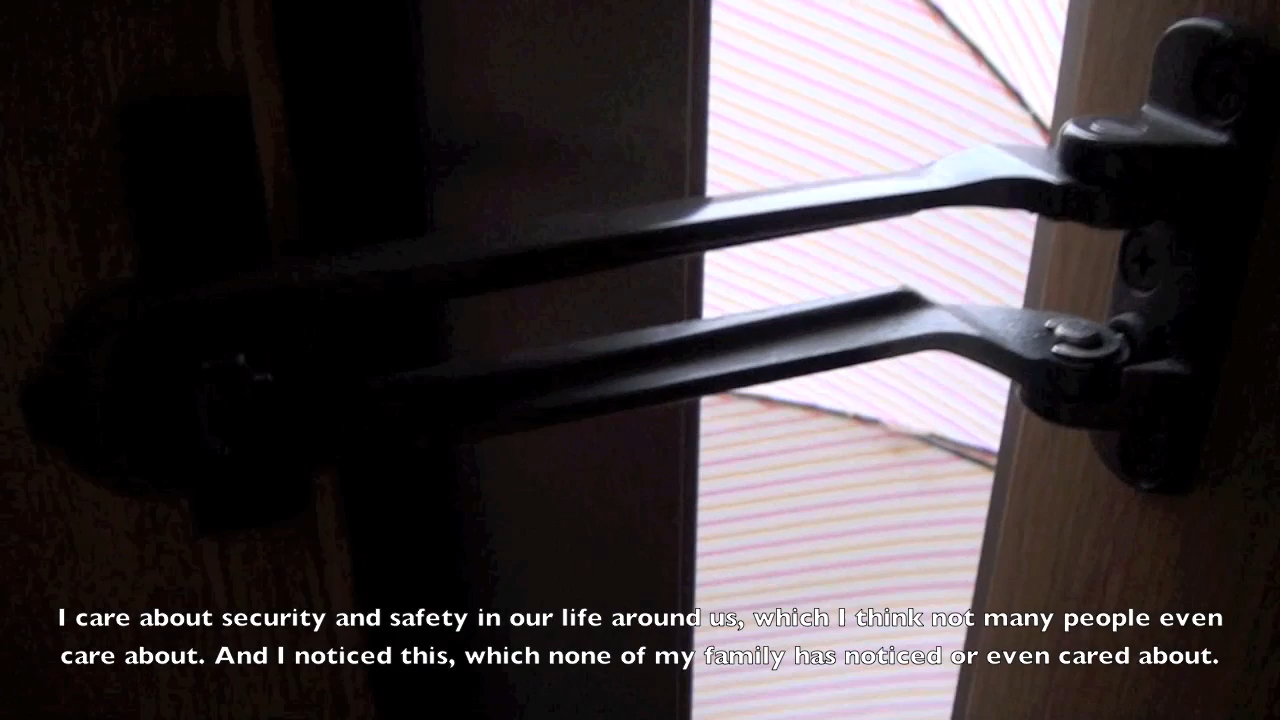 I care about security and safety in our life around us, which I think not many people even
care about. And I noticed this, which none of my family has noticed or even cared about.